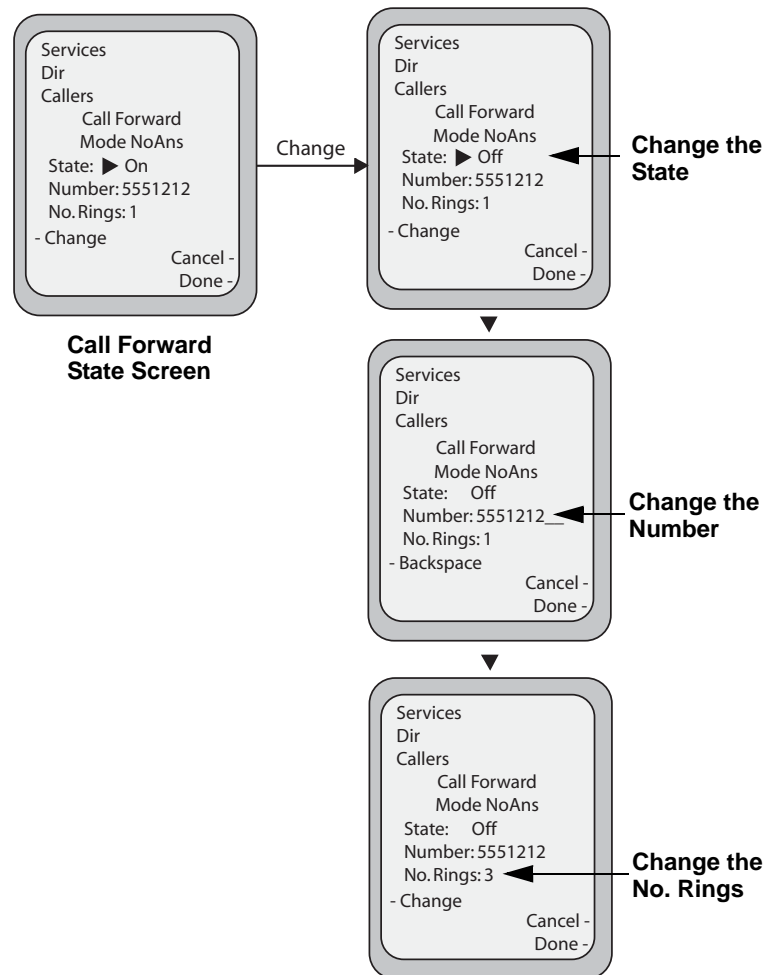 Services
Dir
Callers
Call Forward
Mode NoAns
State: ▶ On
Number: 5551212
No. Rings: 1
- Change
Cancel -
Done -
Call Forward
State Screen
Change
Services
Dir
Callers
Call Forward
Mode NoAns
State: ▶ Off
Number: 5551212
No. Rings: 1
- Change
Cancel -
Done -
Change the
State
Services
Dir
Callers
Call Forward
Mode NoAns
State: Off
Number: 5551212__
No. Rings: 1
- Backspace
Cancel -
Done -
Change the
Number
Services
Dir
Callers
Call Forward
Mode NoAns
State: Off
Number: 5551212
No. Rings: 3
- Change
Cancel -
Done -
Change the
No. Rings